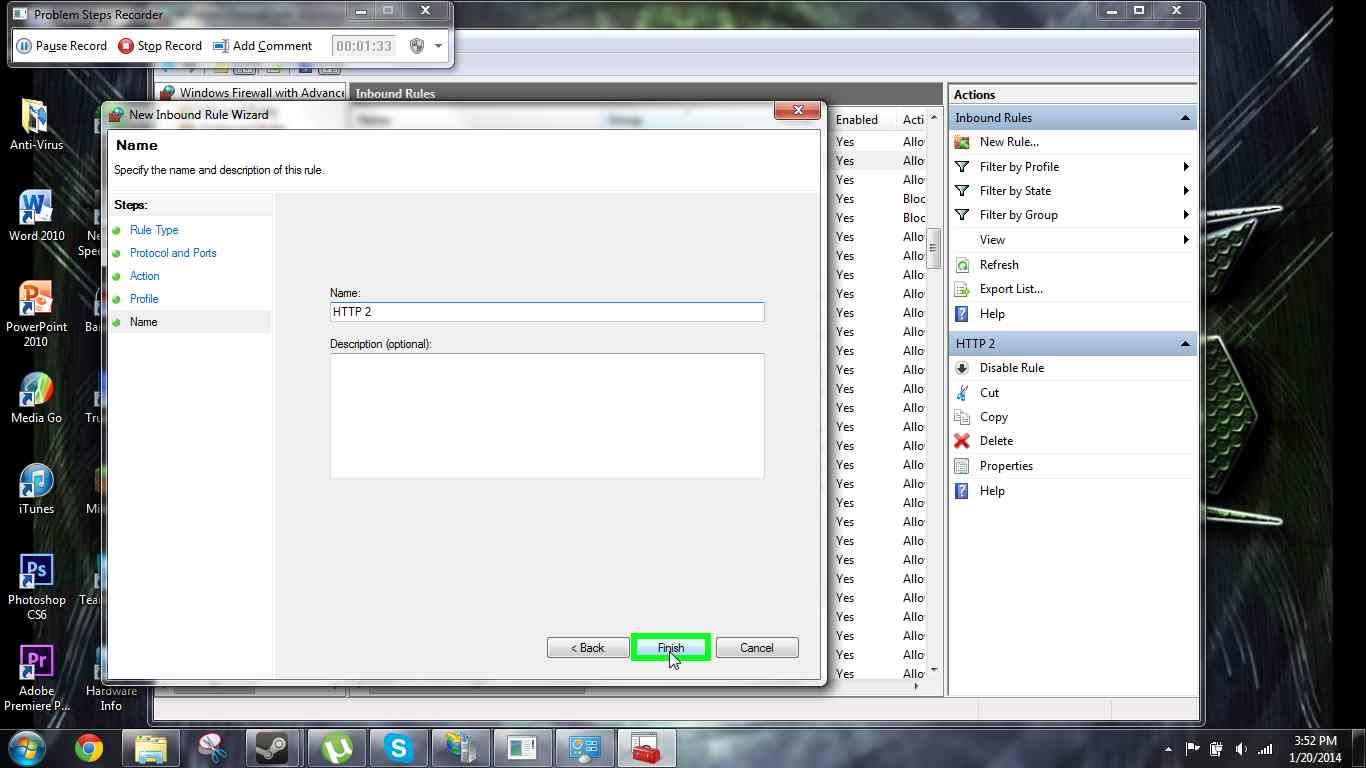 Problem Steps Recorder
Pause Record
Stop Record
Add Comment
00:01:33
Windows Firewall with Advance
Inbound Rules
New Inbound Rule Wizard
Name
Specify the name and description of this rule.
Steps:
Rule Type
Protocol and Ports
Action
Profile
Name
Name:
HTTP 2
Description (optional):
< Back
Finish
Cancel
Enabled
Acti
Yes
Allo
Yes
Allo
Yes
Allo
Yes
Bloc
Yes
Bloc
Yes
Allo
Yes
Allo
Yes
Allo
Yes
Allo
Yes
Allo
Yes
Allo
Yes
Allo
Yes
Allo
Yes
Allo
Yes
Allo
Yes
Allo
Yes
Allo
Yes
Allo
Yes
Allo
Yes
Allo
Yes
Allo
Yes
Allo
Yes
Allo
Yes
Allo
Yes
Allo
Yes
Allo
Yes
Allo
Yes
Allo
Yes
Allo
Actions
Inbound Rules
New Rule...
Filter by Profile
Filter by State
Filter by Group
View
Refresh
Export List...
Help
HTTP 2
Disable Rule
Cut
Copy
Delete
Properties
Help
Anti-Virus
Word 2010
Ne
Spec
PowerPoint
2010
Ba
Media Go
Tru
iTunes
Mi
Photoshop
CS6
Tea
Adobe
Premiere P...
Hardware
Info
3:52 PM
1/20/2014